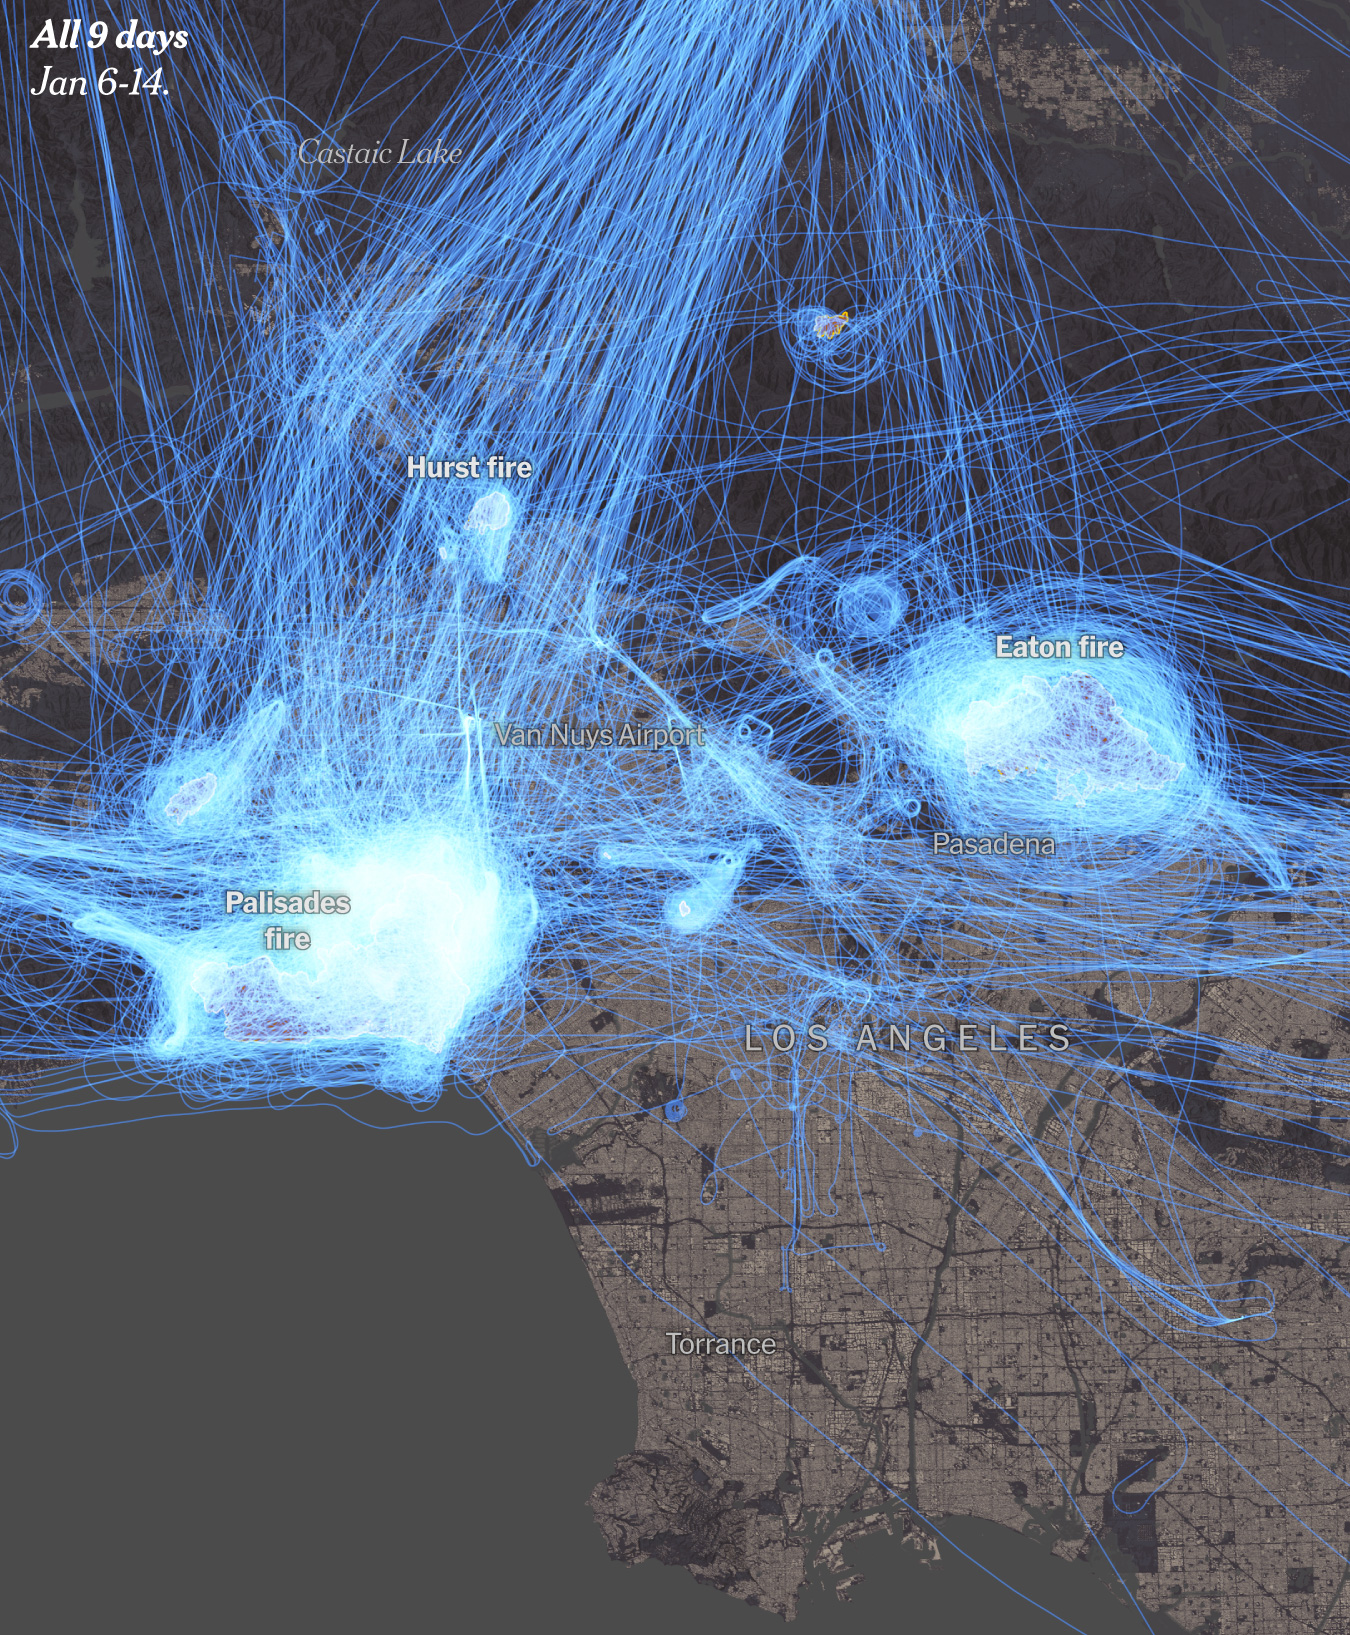 All 9 days
Jan 6-14.
Castaic Lake
Hurst fire
Eaton fire
Van Nuys Airport
Pasadena
Palisades
fire
LOS ANGELES
Torrance